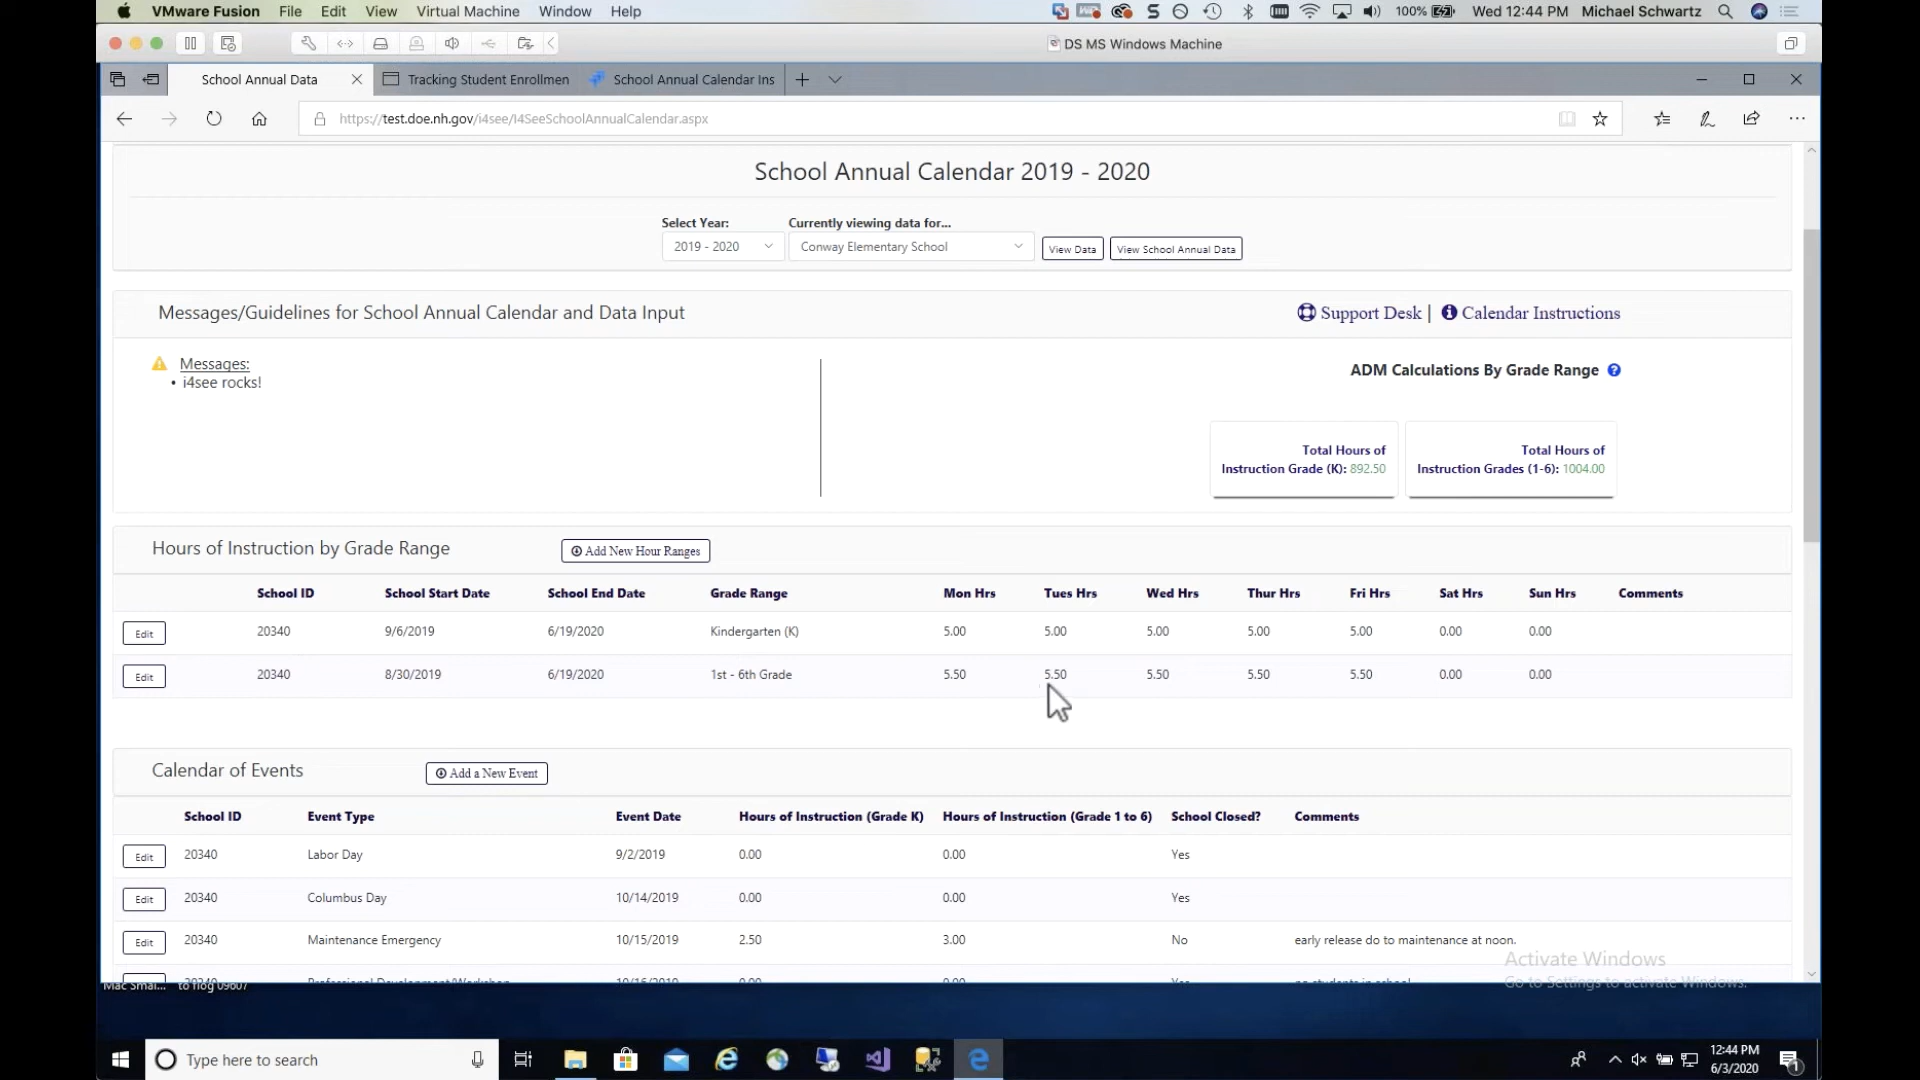 VMware Fusion File Edit View Virtual Machine Window Help 100% Wed 12:44 PM Michael Schwartz
DS MS Windows Machine
School Annual Data Tracking Student Enrollmen School Annual Calendar Ins
https://test.doe.nh.gov/i4see/I4SeeSchoolAnnualCalendar.aspx
School Annual Calendar 2019 - 2020
Select Year: Currently viewing data for...
2019 - 2020 Conway Elementary School View Data View School Annual Data
Messages/Guidelines for School Annual Calendar and Data Input Support Desk | Calendar Instructions
Messages:
• i4see rocks!
ADM Calculations By Grade Range
Total Hours of Instruction Grade (K): 892.50
Total Hours of Instruction Grades (1-6): 1004.00
Hours of Instruction by Grade Range Add New Hour Ranges
School ID School Start Date School End Date Grade Range Mon Hrs Tues Hrs Wed Hrs Thur Hrs Fri Hrs Sat Hrs Sun Hrs Comments
Edit 20340 9/6/2019 6/19/2020 Kindergarten (K) 5.00 5.00 5.00 5.00 5.00 0.00 0.00
Edit 20340 8/30/2019 6/19/2020 1st - 6th Grade 5.50 5.50 5.50 5.50 5.50 0.00 0.00
Calendar of Events Add a New Event
School ID Event Type Event Date Hours of Instruction (Grade K) Hours of Instruction (Grade 1 to 6) School Closed? Comments
Edit 20340 Labor Day 9/2/2019 0.00 0.00 Yes
Edit 20340 Columbus Day 10/14/2019 0.00 0.00 Yes
Edit 20340 Maintenance Emergency 10/15/2019 2.50 3.00 No early release do to maintenance at noon.
Activate Windows
Go to Settings to activate Windows.
Type here to search 12:44 PM
6/3/2020 1